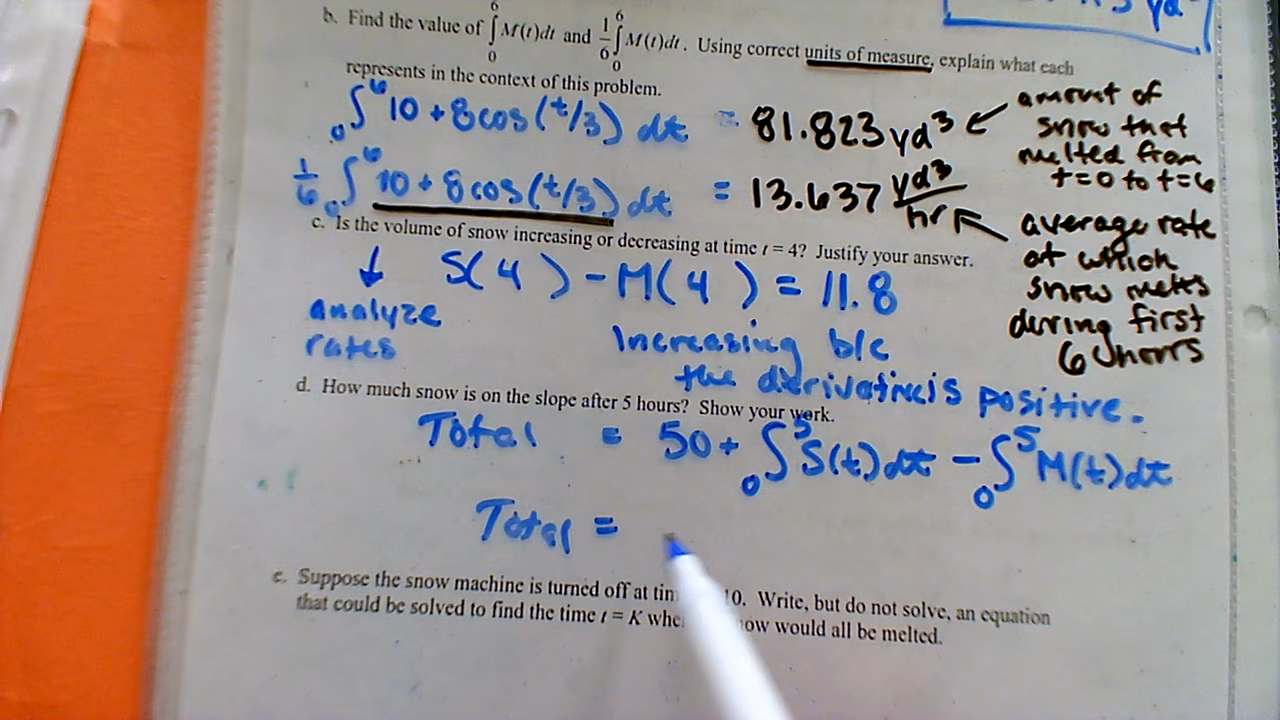 b. Find the value of ∫₀⁶ M(t)dt and 1/6 ∫₀⁶ M(t)dt. Using correct units of measure, explain what each
represents in the context of this problem.
₀∫⁶ 10 + 8cos(t/3) dt = 81.823 yd³ ← amount of
snow that
melted from
t=0 to t=6
1/6 ₀∫⁶ 10 + 8cos(t/3) dt = 13.637 yd³/hr ← average rate
at which
snow melts
during first
6 hours
c. Is the volume of snow increasing or decreasing at time t = 4? Justify your answer.
↓ S(4) - M(4) = 11.8
analyze
rates
Increasing b/c
the derivative is positive.
d. How much snow is on the slope after 5 hours? Show your work.
Total = 50 + ₀∫⁵ S(t)dt - ₀∫⁵ M(t)dt
Total =
e. Suppose the snow machine is turned off at 10. Write, but do not solve, an equation
that could be solved to find the time t = K would all be melted.